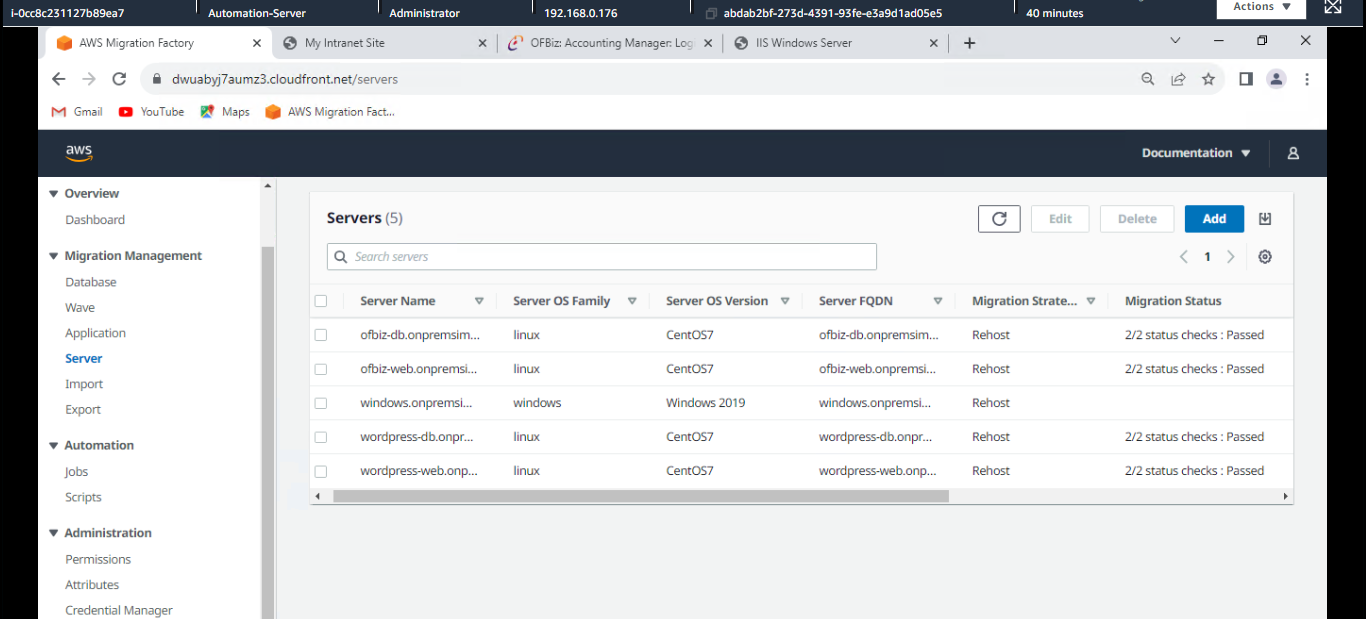 i-0cc8c231127b89ea7 Automation-Server Administrator 192.168.0.176 abdab2bf-273d-4391-93fe-e3a9d1ad05e5 40 minutes Actions
AWS Migration Factory My Intranet Site OFBiz: Accounting Manager: Log IIS Windows Server
dwuabyj7aumz3.cloudfront.net/servers
Gmail YouTube Maps AWS Migration Fact...
aws Documentation
Overview
Dashboard
Migration Management
Database
Wave
Application
Server
Import
Export
Automation
Jobs
Scripts
Administration
Permissions
Attributes
Credential Manager
Servers (5) Edit Delete Add
Search servers 1
Server Name Server OS Family Server OS Version Server FQDN Migration Strate... Migration Status
ofbiz-db.onpremsim... linux CentOS7 ofbiz-db.onpremsim... Rehost 2/2 status checks : Passed
ofbiz-web.onpremsi... linux CentOS7 ofbiz-web.onpremsi... Rehost 2/2 status checks : Passed
windows.onpremsi... windows Windows 2019 windows.onpremsi... Rehost
wordpress-db.onpr... linux CentOS7 wordpress-db.onpr... Rehost 2/2 status checks : Passed
wordpress-web.onp... linux CentOS7 wordpress-web.onp... Rehost 2/2 status checks : Passed